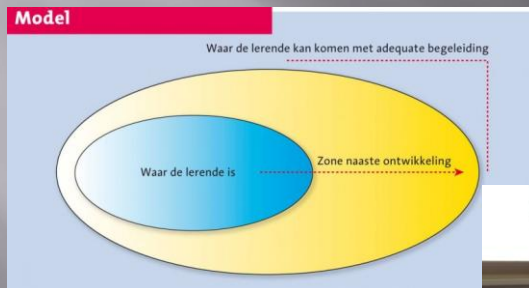 Model
Waar de lerende kan komen met adequate begeleiding
Zone naaste ontwikkeling
Waar de lerende is